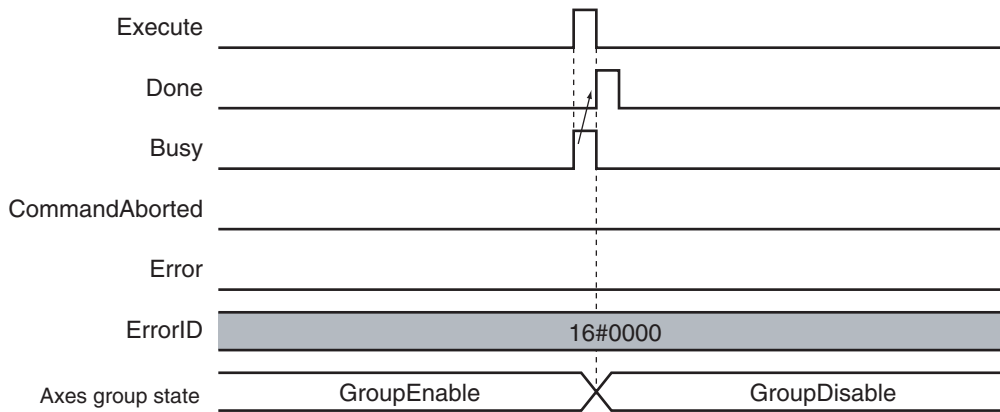 Execute
Done
Busy
CommandAborted
Error
ErrorID 16#0000
Axes group state GroupEnable GroupDisable